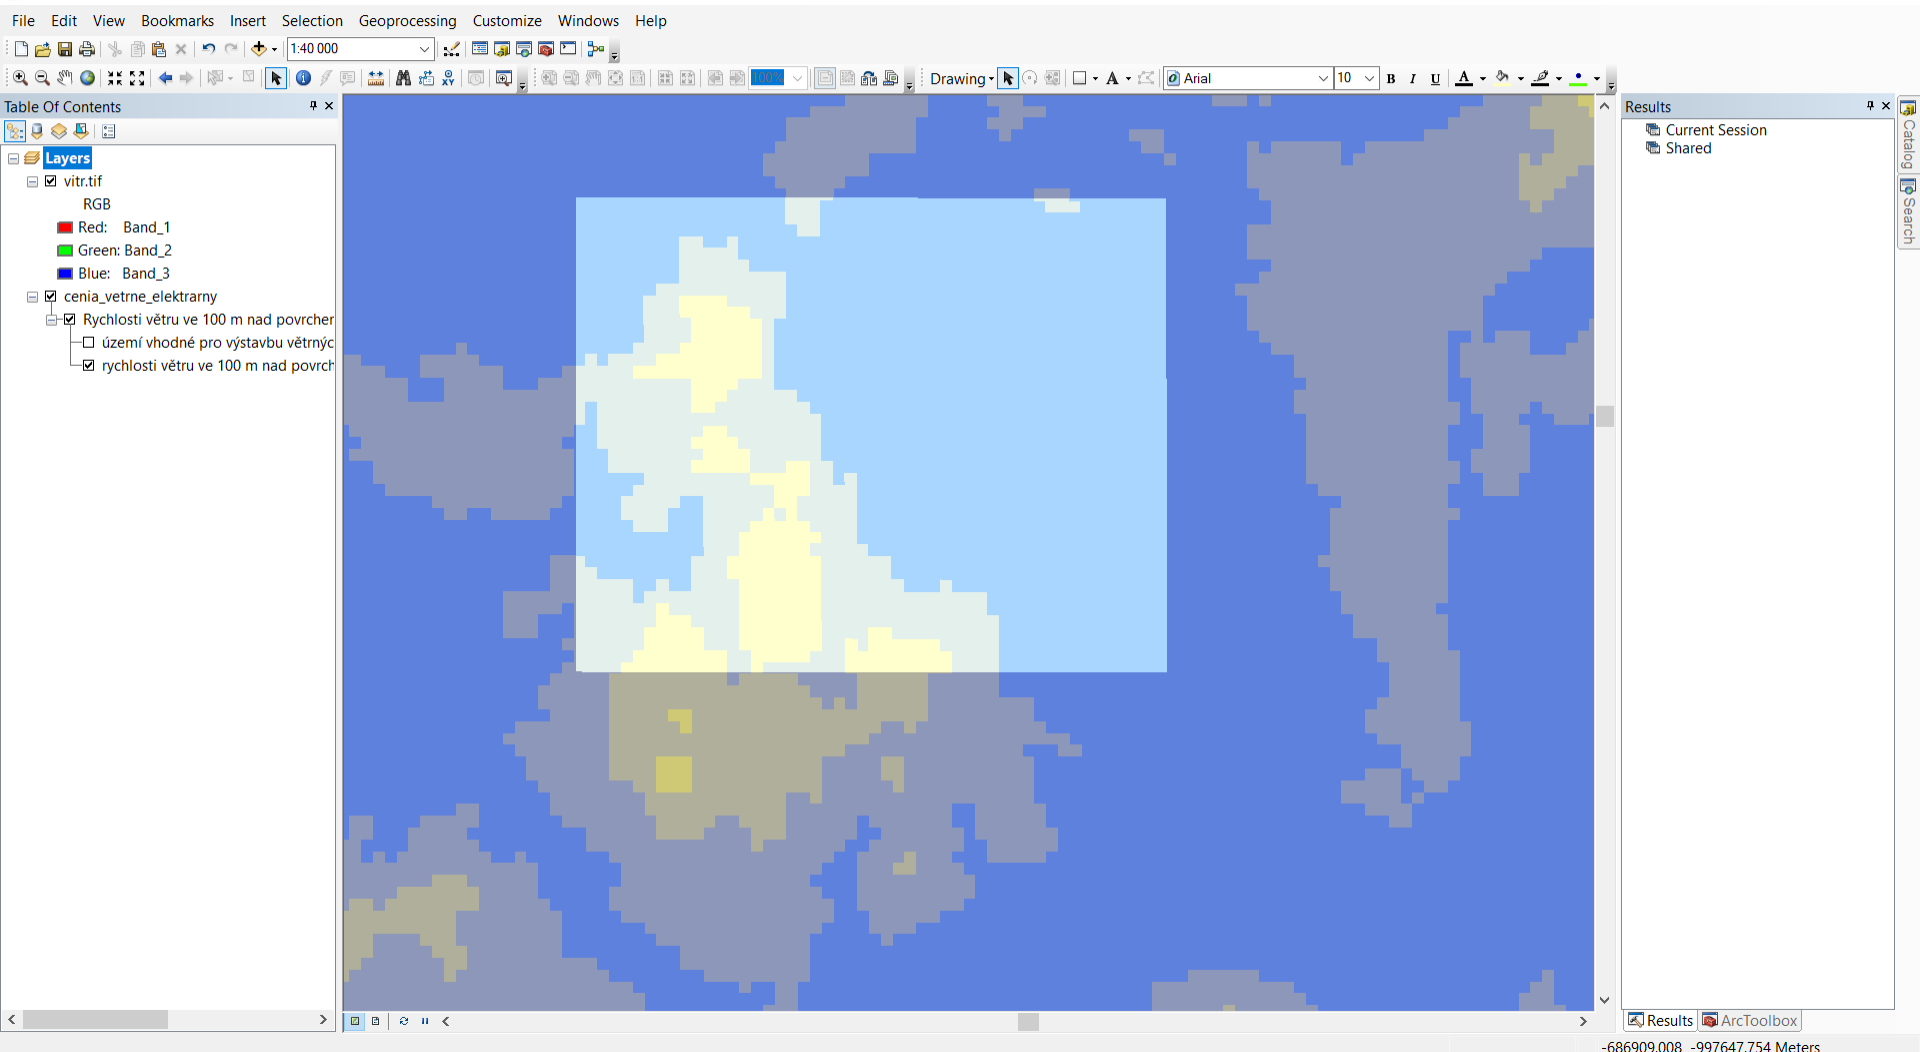 File Edit View Bookmarks Insert Selection Geoprocessing Customize Windows Help
1:40 000
100%
Drawing
Arial
10
B I U A
Table Of Contents
Layers
vitr.tif
RGB
Red: Band_1
Green: Band_2
Blue: Band_3
cenia_vetrne_elektrarny
Rychlosti větru ve 100 m nad povrcher
území vhodné pro výstavbu větrnýc
rychlosti větru ve 100 m nad povrch
Results
Current Session
Shared
Catalog
Search
Results ArcToolbox
-686909,008 -997647,754 Meters